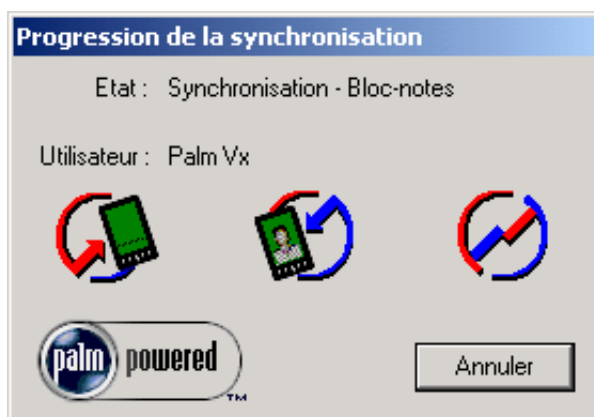 Progression de la synchronisation
Etat : Synchronisation - Bloc-notes
Utilisateur : Palm Vx
palm powered ™
Annuler